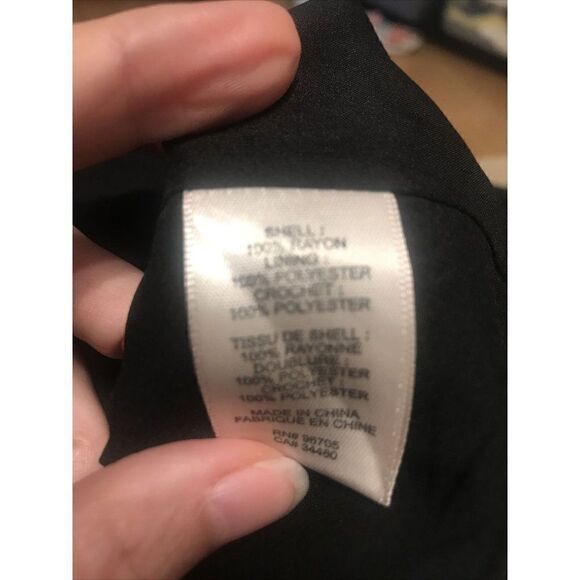 SHELL :
100% RAYON
LINING :
100% POLYESTER
CROCHET :
100% POLYESTER
TISSU DE SHELL :
100% RAYONNE
DOUBLURE :
100% POLYESTER
CROCHET :
100% POLYESTER
MADE IN CHINA
FABRIQUE EN CHINE
RN# 96705
CA# 34460